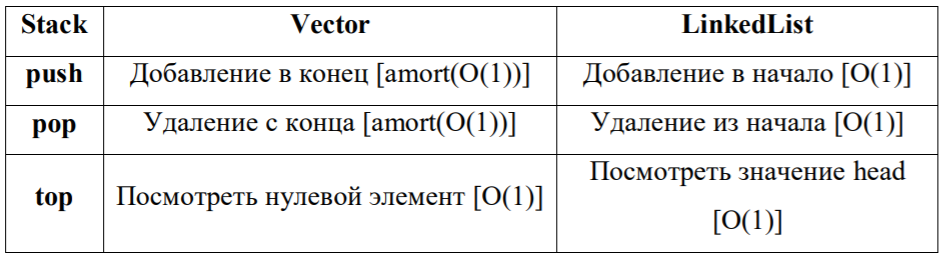 Stack Vector LinkedList
push Добавление в конец [amort(O(1))] Добавление в начало [O(1)]
pop Удаление с конца [amort(O(1))] Удаление из начала [O(1)]
top Посмотреть нулевой элемент [O(1)] Посмотреть значение head
[O(1)]